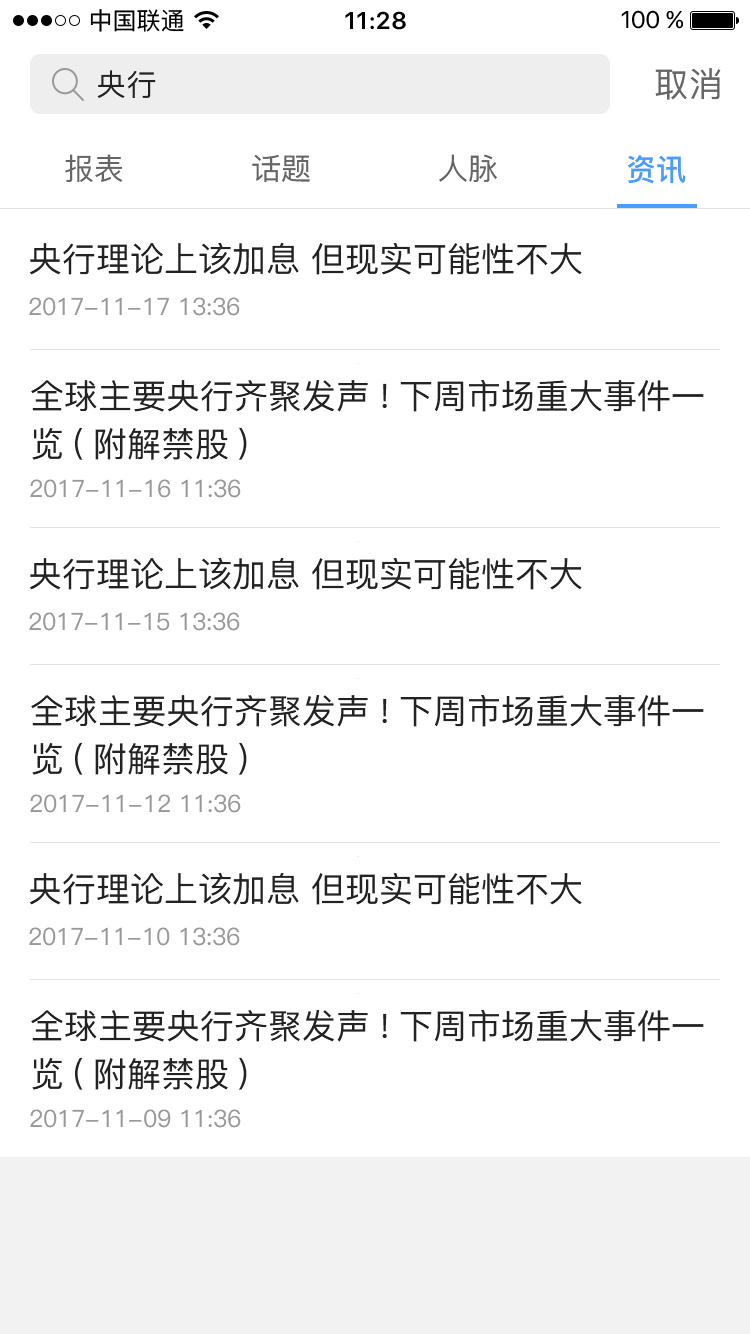 中国联通 11:28 100 %
央行 取消
报表 话题 人脉 资讯
央行理论上该加息 但现实可能性不大
2017-11-17 13:36
全球主要央行齐聚发声！下周市场重大事件一
览（附解禁股）
2017-11-16 11:36
央行理论上该加息 但现实可能性不大
2017-11-15 13:36
全球主要央行齐聚发声！下周市场重大事件一
览（附解禁股）
2017-11-12 11:36
央行理论上该加息 但现实可能性不大
2017-11-10 13:36
全球主要央行齐聚发声！下周市场重大事件一
览（附解禁股）
2017-11-09 11:36